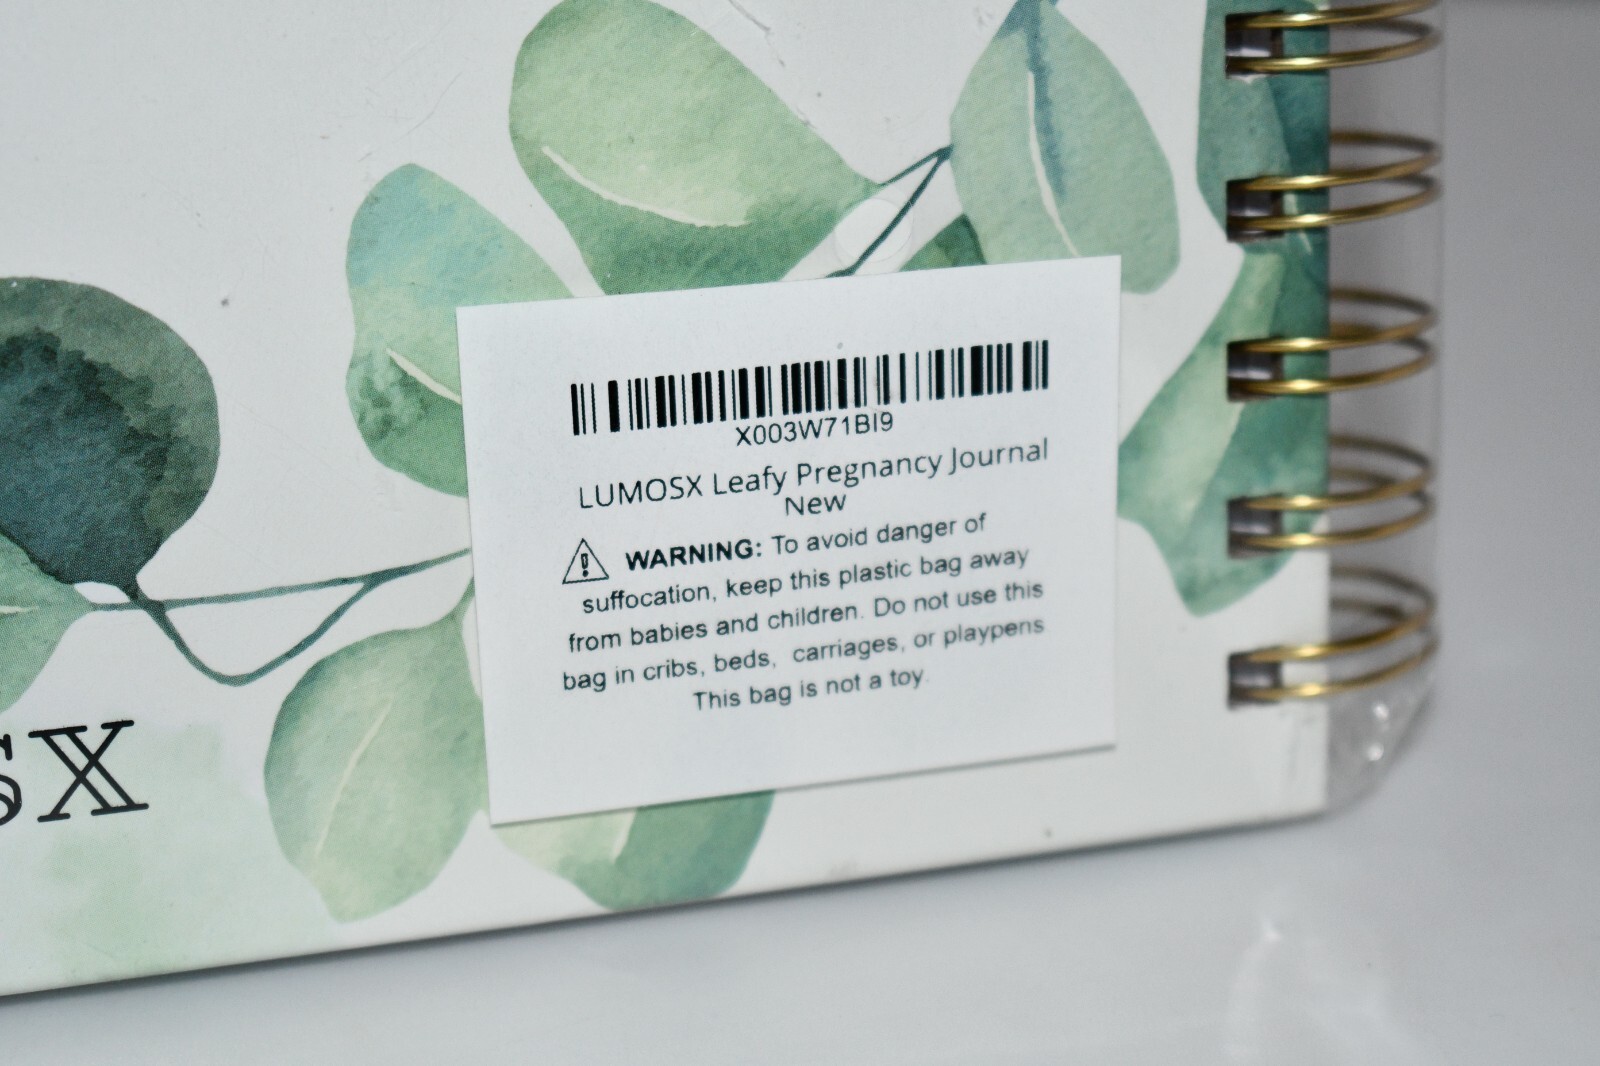 X003W71BI9
LUMOSX Leafy Pregnancy Journal
New
WARNING: To avoid danger of
suffocation, keep this plastic bag away
from babies and children. Do not use this
bag in cribs, beds, carriages, or playpens
This bag is not a toy.
SX